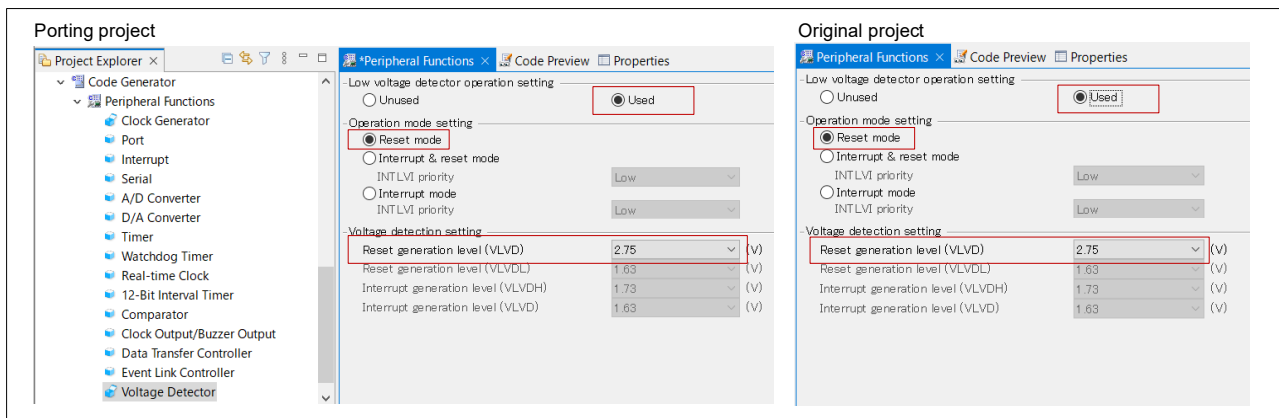 Porting project
Project Explorer
Code Generator
Peripheral Functions
Clock Generator
Port
Interrupt
Serial
A/D Converter
D/A Converter
Timer
Watchdog Timer
Real-time Clock
12-Bit Interval Timer
Comparator
Clock Output/Buzzer Output
Data Transfer Controller
Event Link Controller
Voltage Detector
*Peripheral Functions Code Preview Properties
Low voltage detector operation setting
Unused Used
Operation mode setting
Reset mode
Interrupt & reset mode
INTLVI priority Low
Interrupt mode
INTLVI priority Low
Voltage detection setting
Reset generation level (VLVD) 2.75 (V)
Reset generation level (VLVDL) 1.63 (V)
Interrupt generation level (VLVDH) 1.73 (V)
Interrupt generation level (VLVD) 1.63 (V)
Original project
Peripheral Functions Code Preview Properties
Low voltage detector operation setting
Unused Used
Operation mode setting
Reset mode
Interrupt & reset mode
INTLVI priority Low
Interrupt mode
INTLVI priority Low
Voltage detection setting
Reset generation level (VLVD) 2.75 (V)
Reset generation level (VLVDL) 1.63 (V)
Interrupt generation level (VLVDH) 1.73 (V)
Interrupt generation level (VLVD) 1.63 (V)